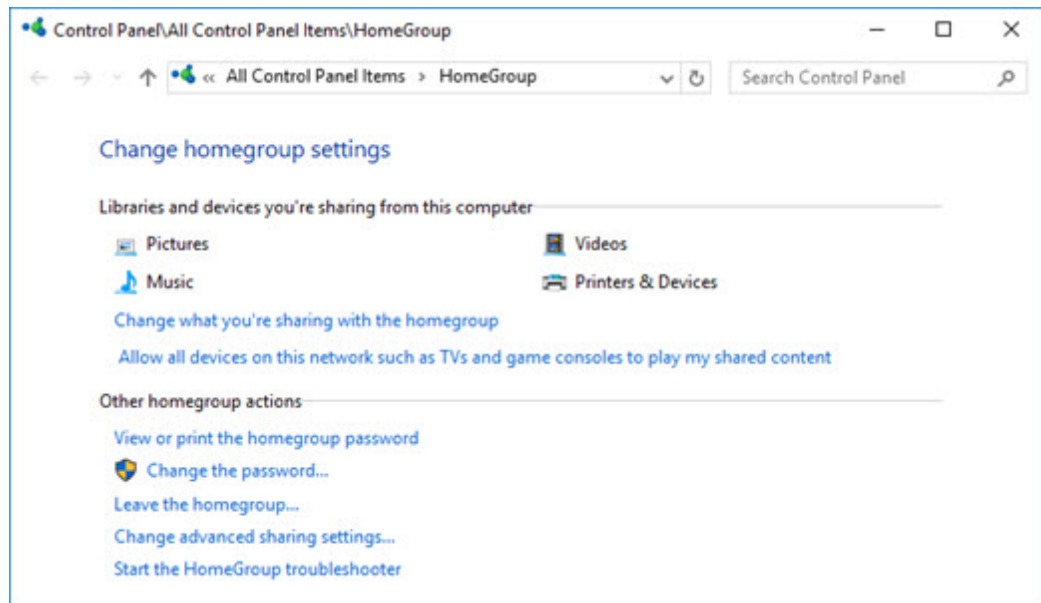 Control Panel\All Control Panel Items\HomeGroup
« All Control Panel Items › HomeGroup
Search Control Panel
Change homegroup settings
Libraries and devices you're sharing from this computer
Pictures
Videos
Music
Printers & Devices
Change what you're sharing with the homegroup
Allow all devices on this network such as TVs and game consoles to play my shared content
Other homegroup actions
View or print the homegroup password
Change the password...
Leave the homegroup...
Change advanced sharing settings...
Start the HomeGroup troubleshooter